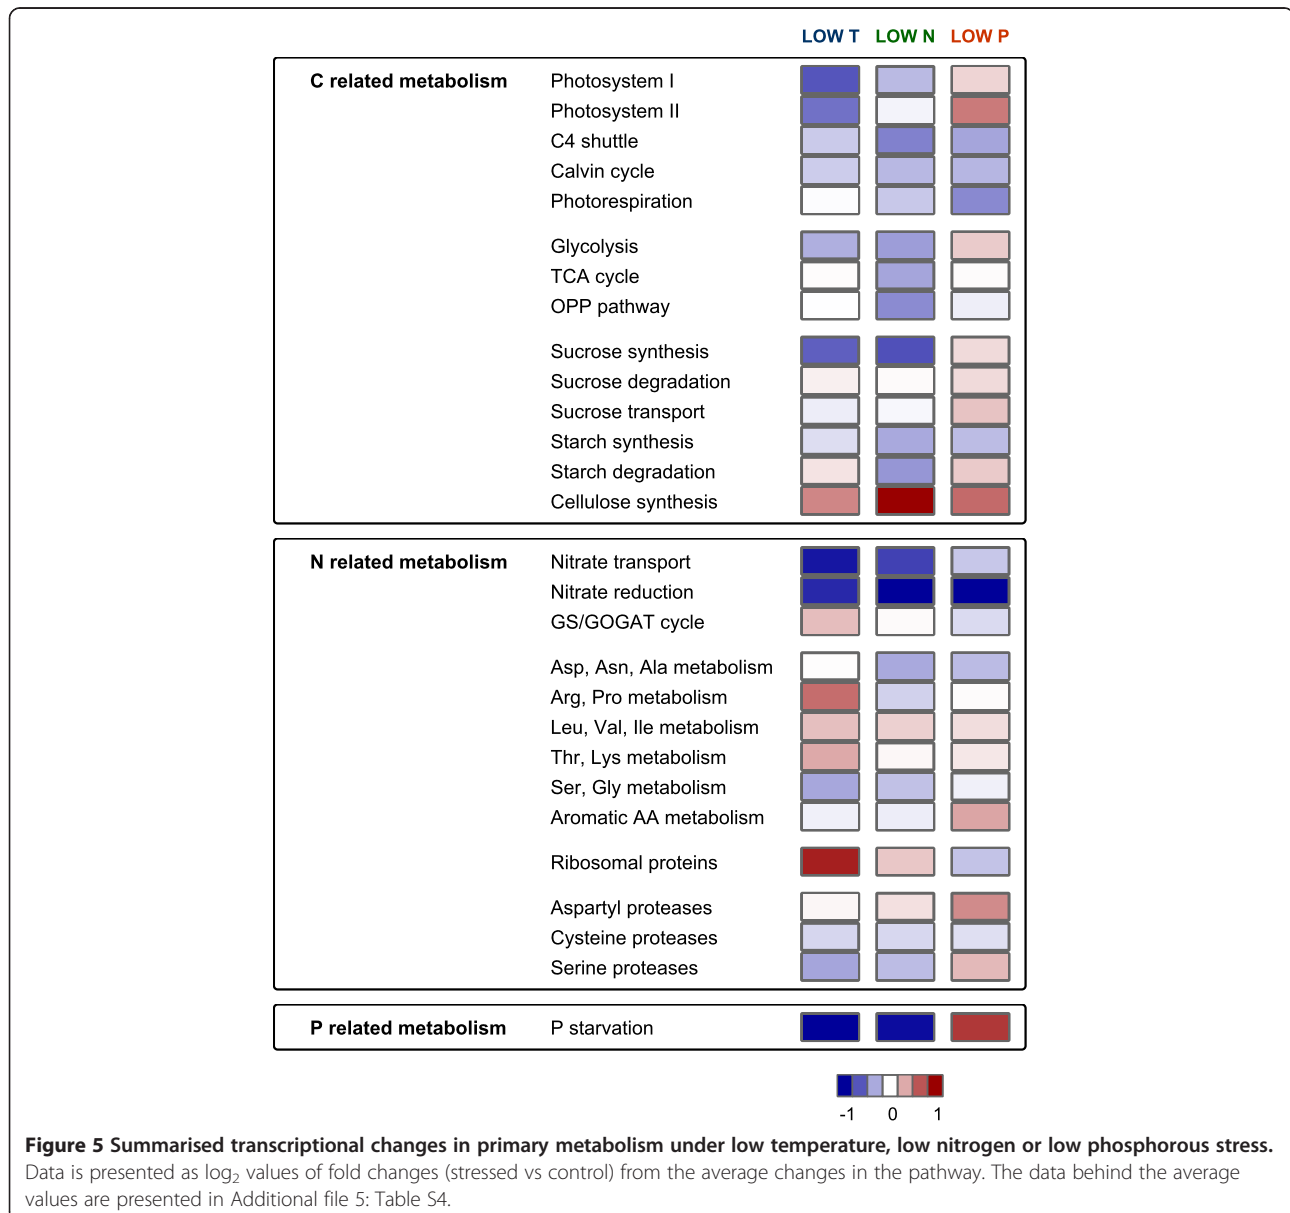 LOW T LOW N LOW P
C related metabolism Photosystem I
Photosystem II
C4 shuttle
Calvin cycle
Photorespiration
Glycolysis
TCA cycle
OPP pathway
Sucrose synthesis
Sucrose degradation
Sucrose transport
Starch synthesis
Starch degradation
Cellulose synthesis
N related metabolism Nitrate transport
Nitrate reduction
GS/GOGAT cycle
Asp, Asn, Ala metabolism
Arg, Pro metabolism
Leu, Val, Ile metabolism
Thr, Lys metabolism
Ser, Gly metabolism
Aromatic AA metabolism
Ribosomal proteins
Aspartyl proteases
Cysteine proteases
Serine proteases
P related metabolism P starvation
-1 0 1
Figure 5 Summarised transcriptional changes in primary metabolism under low temperature, low nitrogen or low phosphorous stress.
Data is presented as log₂ values of fold changes (stressed vs control) from the average changes in the pathway. The data behind the average
values are presented in Additional file 5: Table S4.